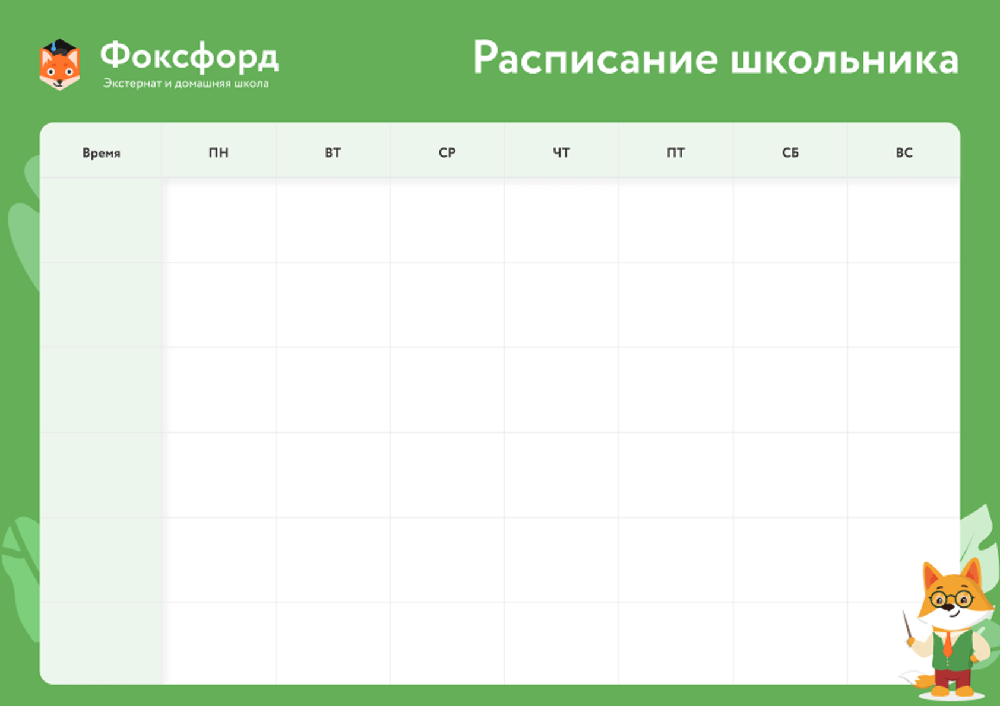 Фоксфорд
Экстернат и домашняя школа
Расписание школьника
Время ПН ВТ СР ЧТ ПТ СБ ВС